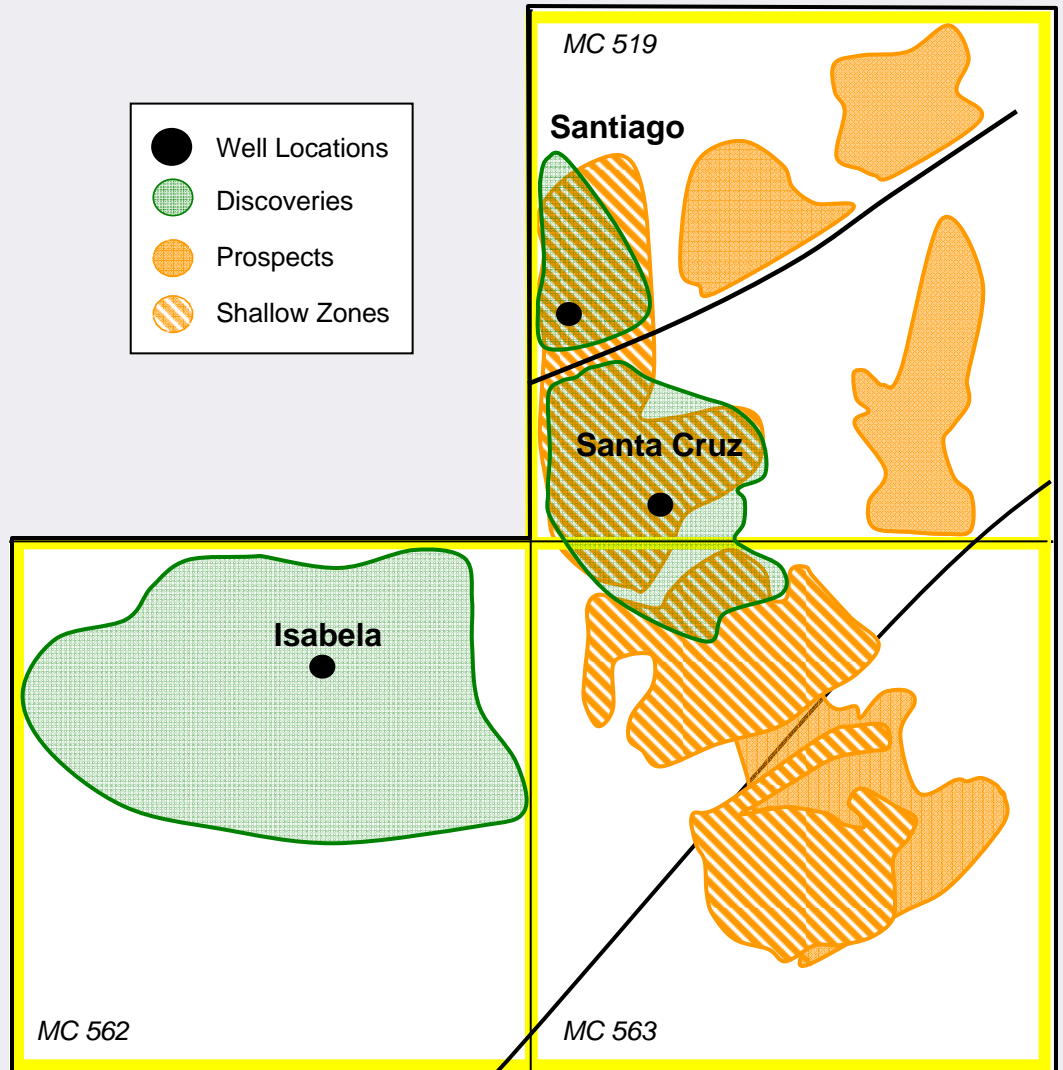 MC 519
Santiago
Well Locations
Discoveries
Prospects
Shallow Zones
Santa Cruz
Isabela
MC 562
MC 563